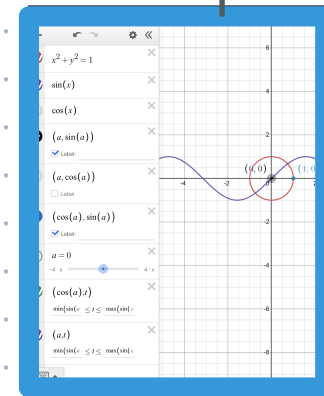 x² + y² = 1
sin(x)
cos(x)
(a, sin(a))
Label:
(a, cos(a))
Label
(cos(a), sin(a))
Label:
a = 0
-4
4
(cos(a), t)
min(sin(
≤ t ≤
max(sin(
(a,t)
min(sin(
≤ t ≤
max(sin(
6
4
2
-4
-2
2
(0, 0)
(1, 0
-2
-4
-6
-8